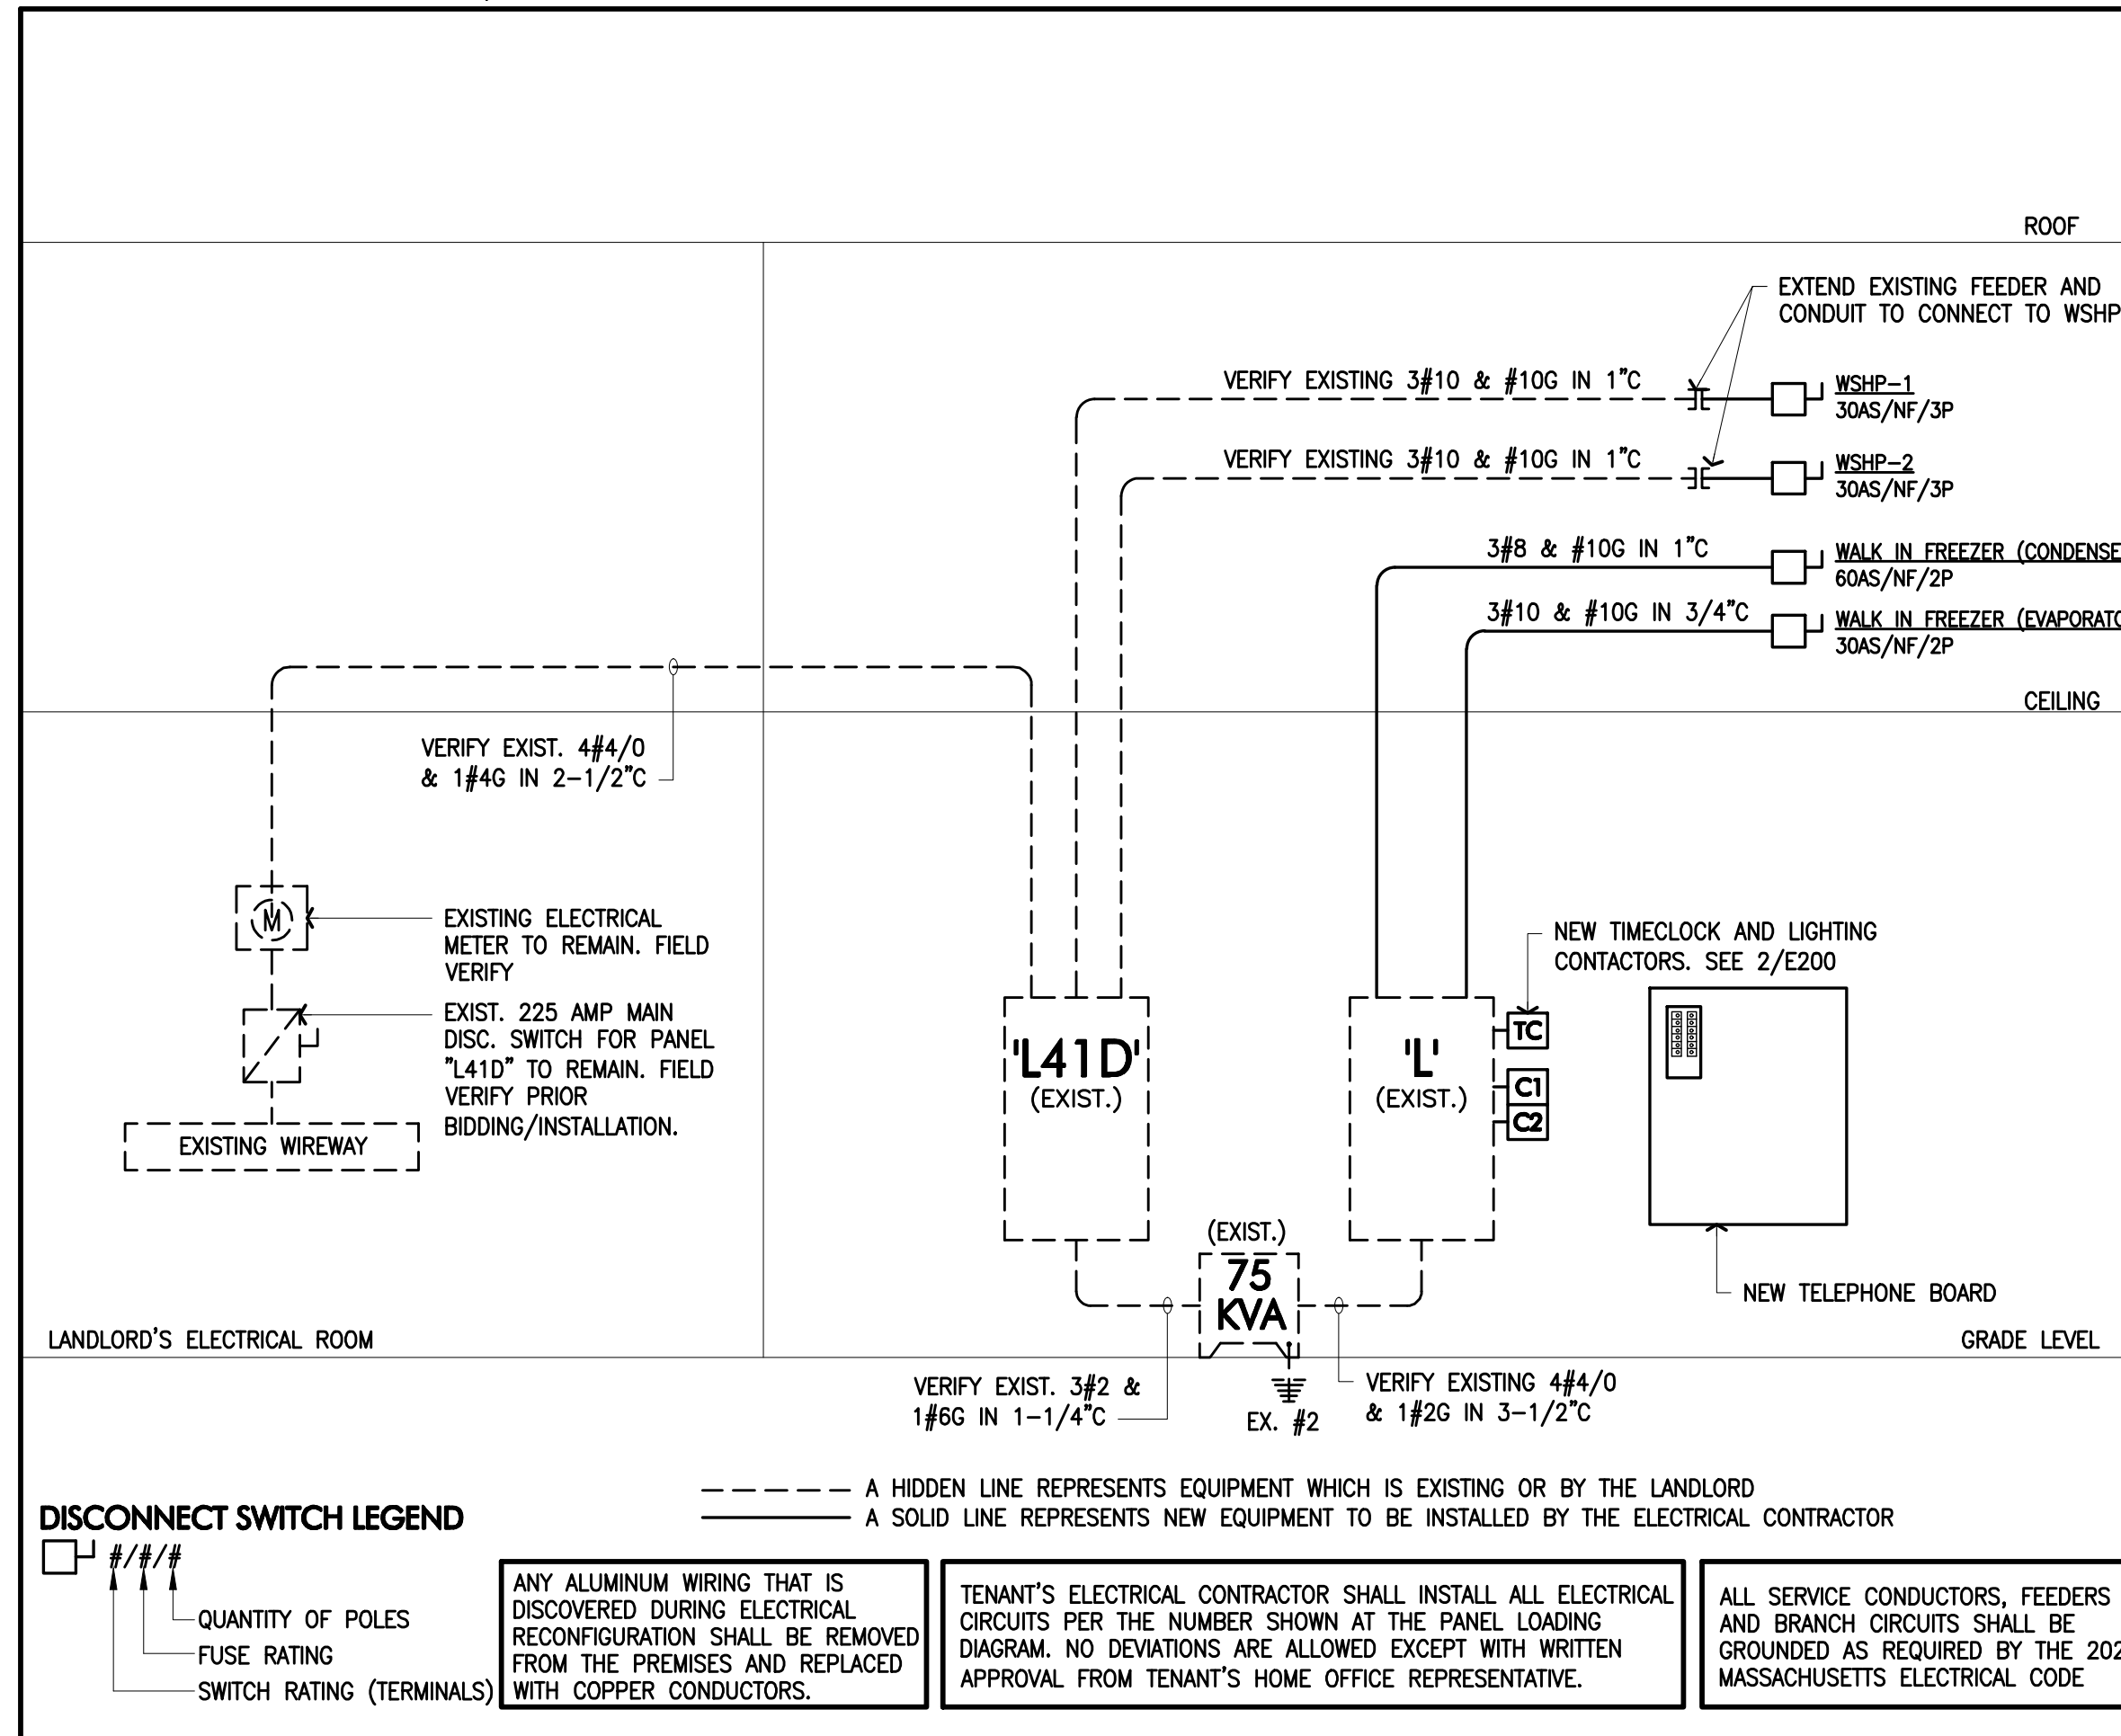 ROOF
EXTEND EXISTING FEEDER AND
CONDUIT TO CONNECT TO WSHP
VERIFY EXISTING 3#10 & #10G IN 1"C
WSHP-1
30AS/NF/3P
VERIFY EXISTING 3#10 & #10G IN 1"C
WSHP-2
30AS/NF/3P
3#8 & #10G IN 1"C
WALK IN FREEZER (CONDENSE
60AS/NF/2P
3#10 & #10G IN 3/4"C
WALK IN FREEZER (EVAPORATO
30AS/NF/2P
CEILING
VERIFY EXIST. 4#4/0
& 1#4G IN 2-1/2"C
M
EXISTING ELECTRICAL
METER TO REMAIN. FIELD
VERIFY
EXIST. 225 AMP MAIN
DISC. SWITCH FOR PANEL
"L41D" TO REMAIN. FIELD
VERIFY PRIOR
BIDDING/INSTALLATION.
EXISTING WIREWAY
'L41D'
(EXIST.)
'L'
(EXIST.)
NEW TIMECLOCK AND LIGHTING
CONTACTORS. SEE 2/E200
TC
C1
C2
(EXIST.)
75
KVA
NEW TELEPHONE BOARD
LANDLORD'S ELECTRICAL ROOM
GRADE LEVEL
VERIFY EXIST. 3#2 &
1#6G IN 1-1/4"C
EX. #2
VERIFY EXISTING 4#4/0
& 1#2G IN 3-1/2"C
A HIDDEN LINE REPRESENTS EQUIPMENT WHICH IS EXISTING OR BY THE LANDLORD
A SOLID LINE REPRESENTS NEW EQUIPMENT TO BE INSTALLED BY THE ELECTRICAL CONTRACTOR
DISCONNECT SWITCH LEGEND
#/#/#
QUANTITY OF POLES
FUSE RATING
SWITCH RATING (TERMINALS)
ANY ALUMINUM WIRING THAT IS
DISCOVERED DURING ELECTRICAL
RECONFIGURATION SHALL BE REMOVED
FROM THE PREMISES AND REPLACED
WITH COPPER CONDUCTORS.
TENANT'S ELECTRICAL CONTRACTOR SHALL INSTALL ALL ELECTRICAL
CIRCUITS PER THE NUMBER SHOWN AT THE PANEL LOADING
DIAGRAM. NO DEVIATIONS ARE ALLOWED EXCEPT WITH WRITTEN
APPROVAL FROM TENANT'S HOME OFFICE REPRESENTATIVE.
ALL SERVICE CONDUCTORS, FEEDERS
AND BRANCH CIRCUITS SHALL BE
GROUNDED AS REQUIRED BY THE 202
MASSACHUSETTS ELECTRICAL CODE